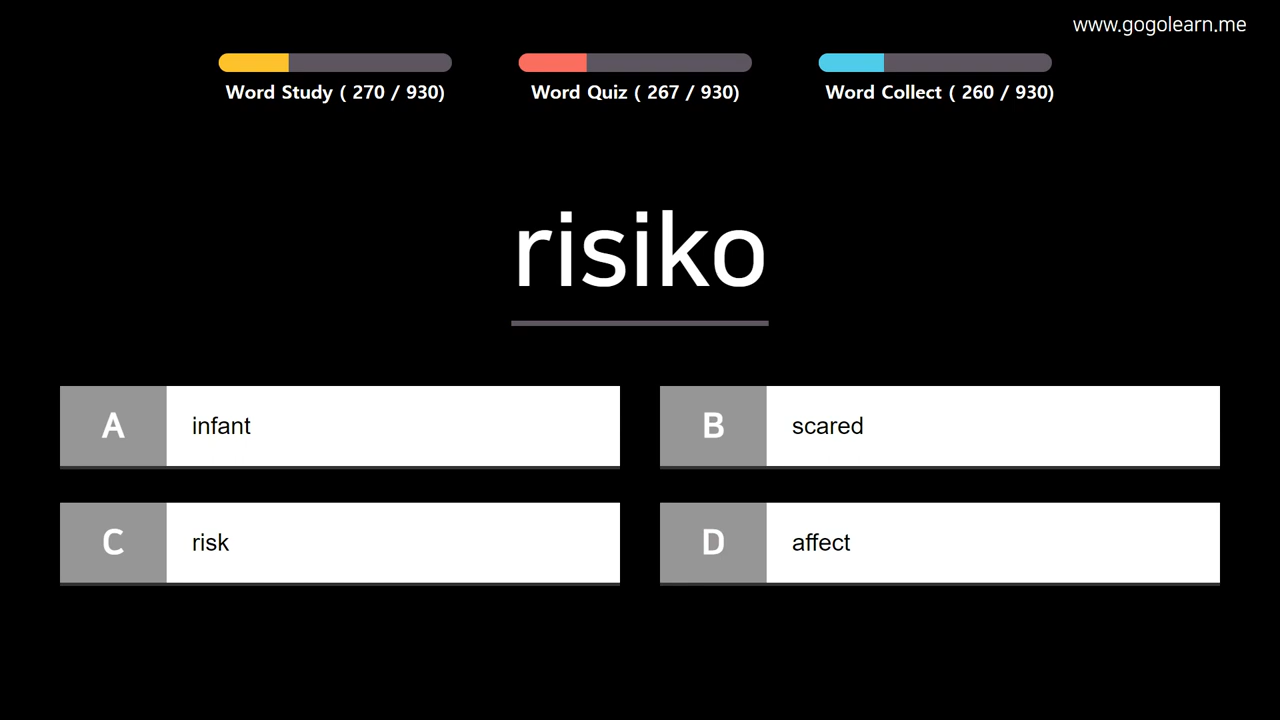 www.gogolearn.me
Word Study ( 270 / 930)
Word Quiz ( 267 / 930)
Word Collect ( 260 / 930)
risiko
A infant
B scared
C risk
D affect